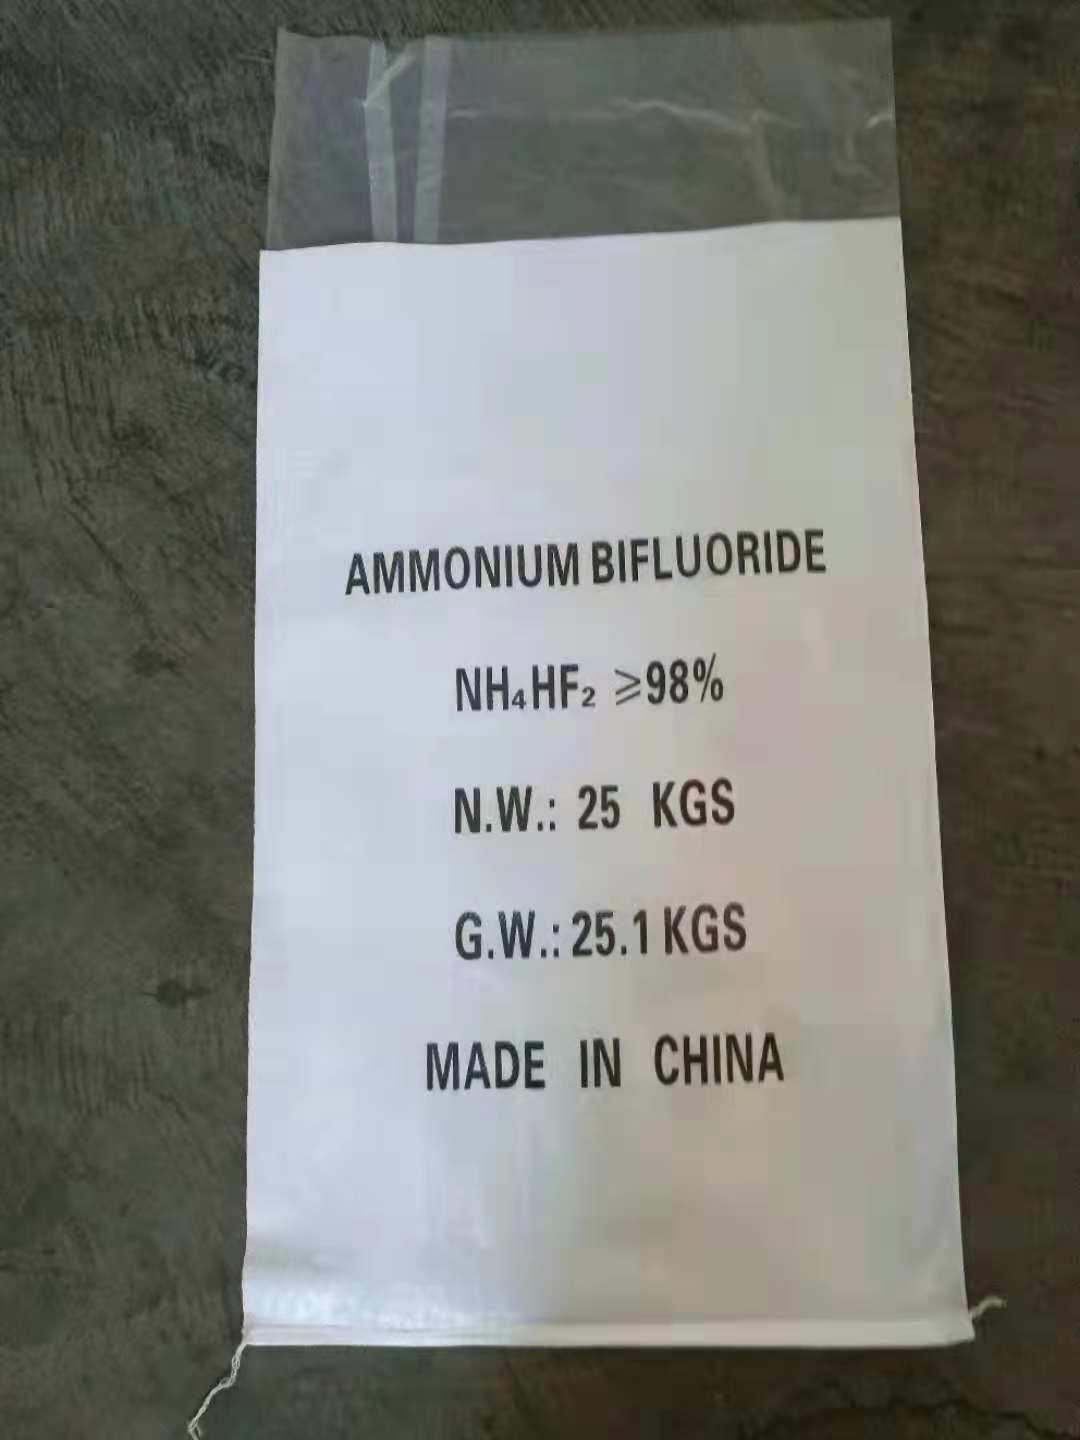 AMMONIUM BIFLUORIDE
NH₄HF₂ ⩾98%
N.W.: 25 KGS
G.W.: 25.1 KGS
MADE IN CHINA